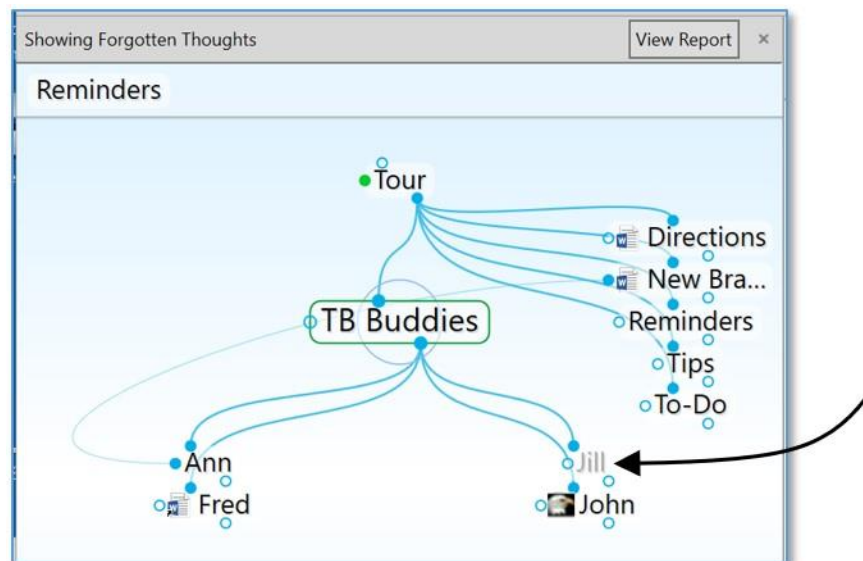 Showing Forgotten Thoughts View Report ×
Reminders
Tour
Directions
New Bra...
TB Buddies
Reminders
Tips
To-Do
Ann
Jill
Fred
John